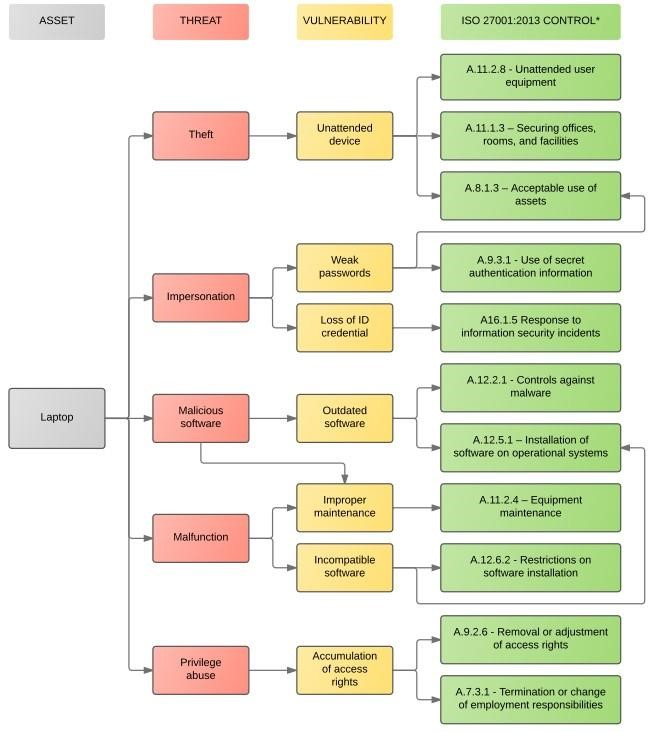 ASSET
THREAT
VULNERABILITY
ISO 27001:2013 CONTROL*
A.11.2.8 - Unattended user
equipment
Theft
Unattended
device
A.11.1.3 – Securing offices,
rooms, and facilities
A.8.1.3 – Acceptable use of
assets
Impersonation
Weak
passwords
A.9.3.1 - Use of secret
authentication information
Loss of ID
credential
A16.1.5 Response to
information security incidents
Laptop
Malicious
software
Outdated
software
A.12.2.1 - Controls against
malware
A.12.5.1 – Installation of
software on operational systems
Malfunction
Improper
maintenance
A.11.2.4 – Equipment
maintenance
Incompatible
software
A.12.6.2 - Restrictions on
software installation
Privilege
abuse
Accumulation
of access
rights
A.9.2.6 - Removal or adjustment
of access rights
A.7.3.1 - Termination or change
of employment responsibilities